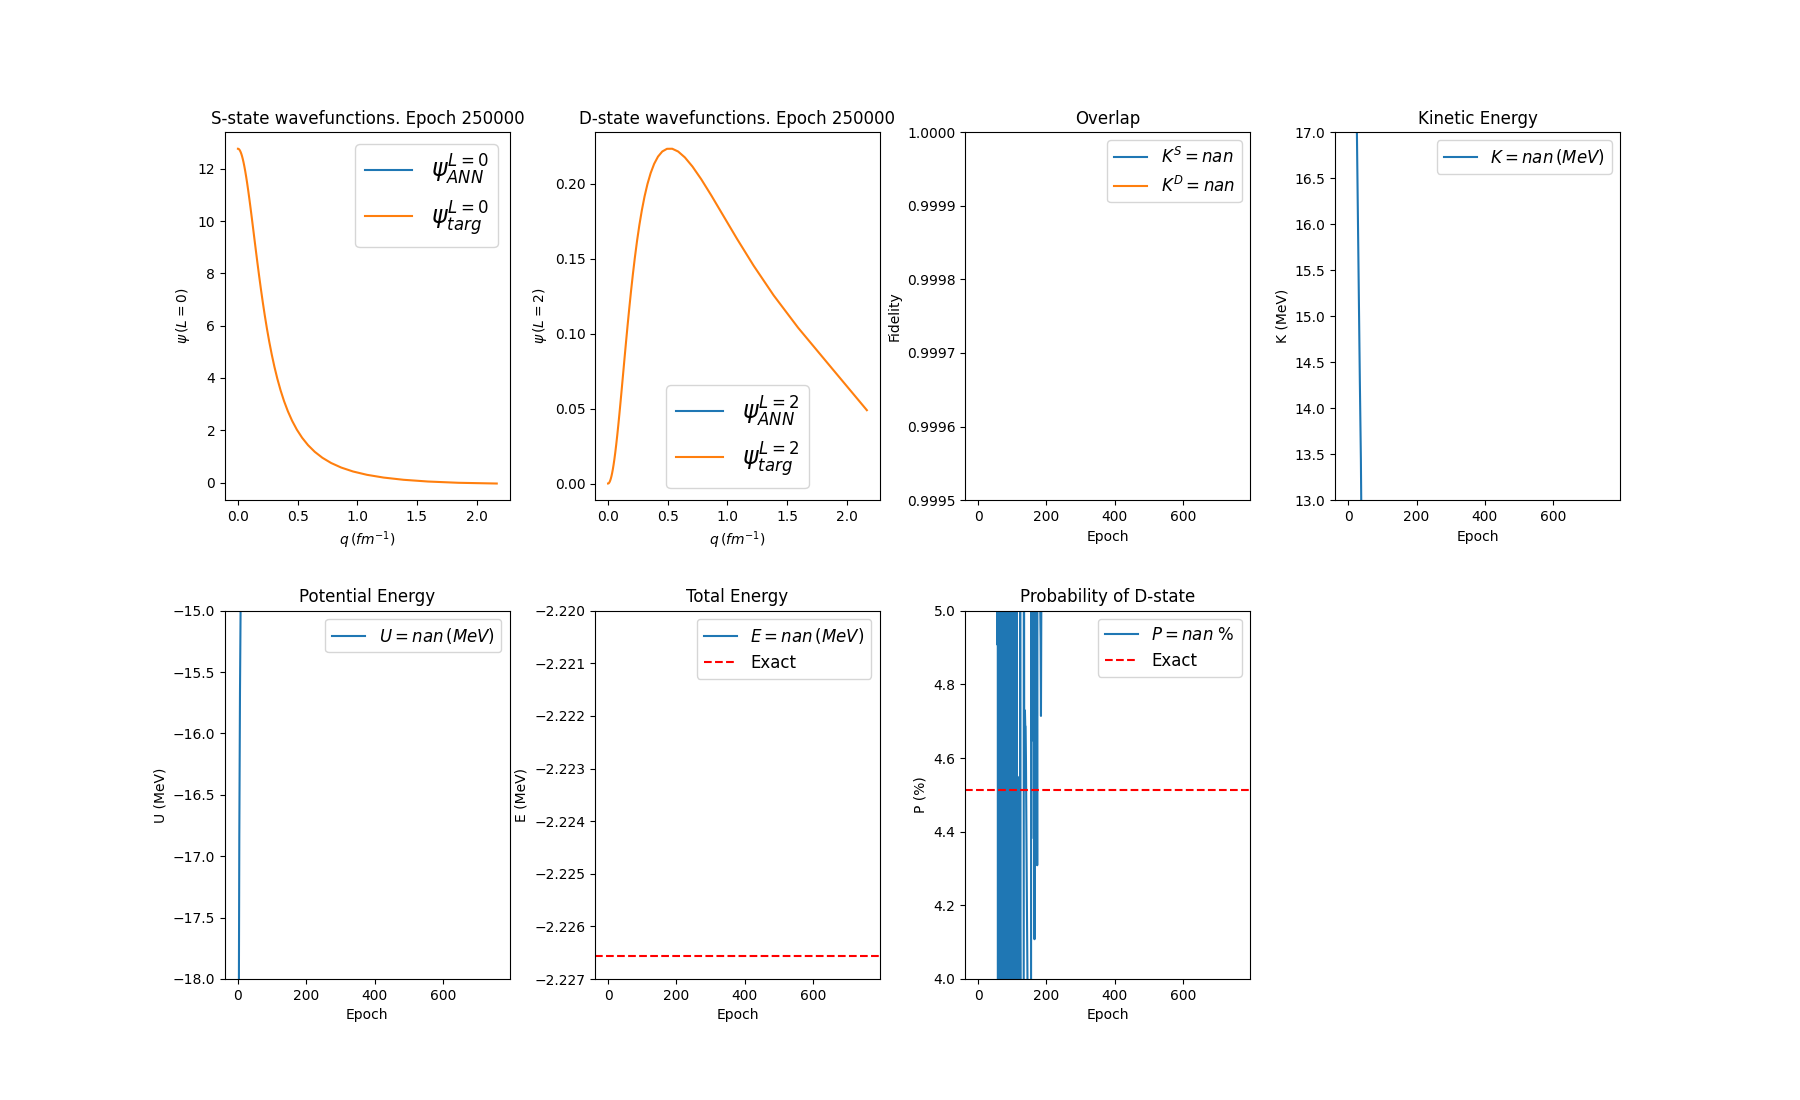 S-state wavefunctions. Epoch 250000
ψ(L = 0)
12
10
8
6
4
2
0
ψ_{ANN}^{L=0}
ψ_{targ}^{L=0}
0.0 0.5 1.0 1.5 2.0
q (fm⁻¹)
D-state wavefunctions. Epoch 250000
ψ(L = 2)
0.20
0.15
0.10
0.05
0.00
ψ_{ANN}^{L=2}
ψ_{targ}^{L=2}
0.0 0.5 1.0 1.5 2.0
q (fm⁻¹)
Overlap
Fidelity
1.0000
0.9999
0.9998
0.9997
0.9996
0.9995
K^S = nan
K^D = nan
0 200 400 600
Epoch
Kinetic Energy
K (MeV)
17.0
16.5
16.0
15.5
15.0
14.5
14.0
13.5
13.0
K = nan (MeV)
0 200 400 600
Epoch
Potential Energy
U (MeV)
−15.0
−15.5
−16.0
−16.5
−17.0
−17.5
−18.0
U = nan (MeV)
0 200 400 600
Epoch
Total Energy
E (MeV)
−2.220
−2.221
−2.222
−2.223
−2.224
−2.225
−2.226
−2.227
E = nan (MeV)
Exact
0 200 400 600
Epoch
Probability of D-state
P (%)
5.0
4.8
4.6
4.4
4.2
4.0
P = nan %
Exact
0 200 400 600
Epoch